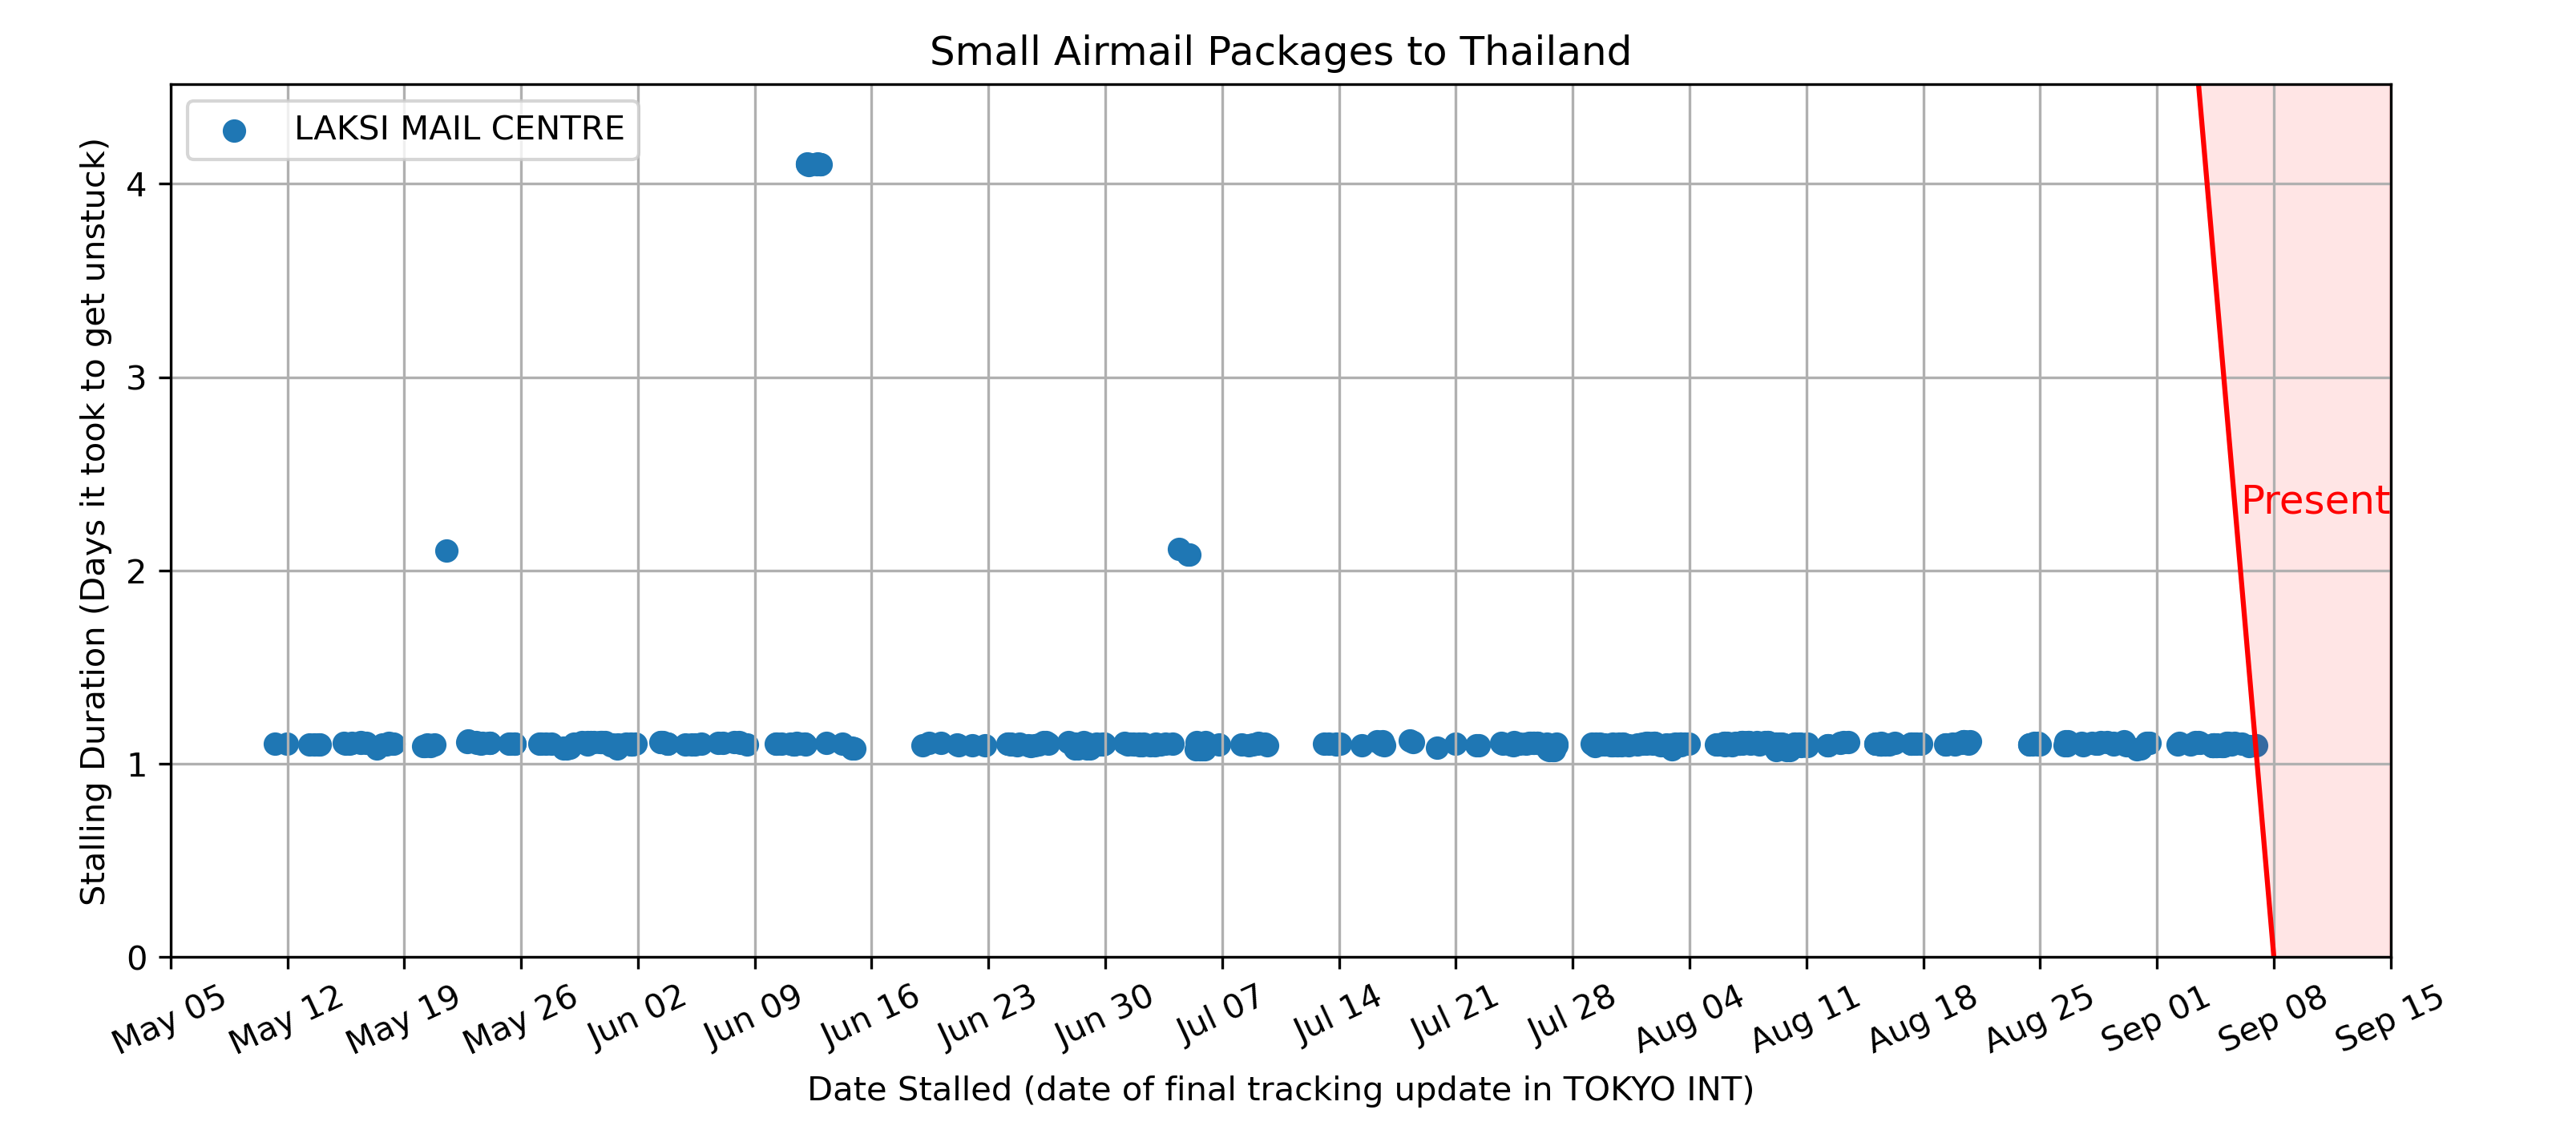 Small Airmail Packages to Thailand
LAKSI MAIL CENTRE
Stalling Duration (Days it took to get unstuck)
4
3
2
1
0
Present
May 05
May 12
May 19
May 26
Jun 02
Jun 09
Jun 16
Jun 23
Jun 30
Jul 07
Jul 14
Jul 21
Jul 28
Aug 04
Aug 11
Aug 18
Aug 25
Sep 01
Sep 08
Sep 15
Date Stalled (date of final tracking update in TOKYO INT)